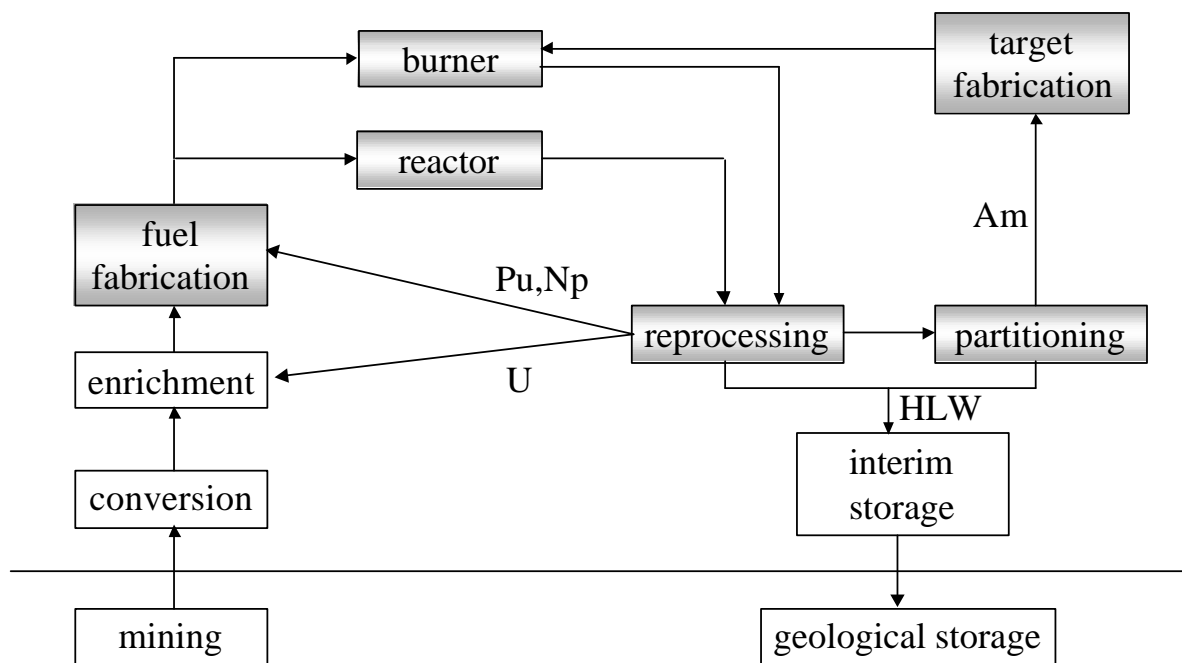 burner
target
fabrication
reactor
Am
fuel
fabrication
Pu,Np
reprocessing
partitioning
enrichment
U
HLW
interim
storage
conversion
mining
geological storage